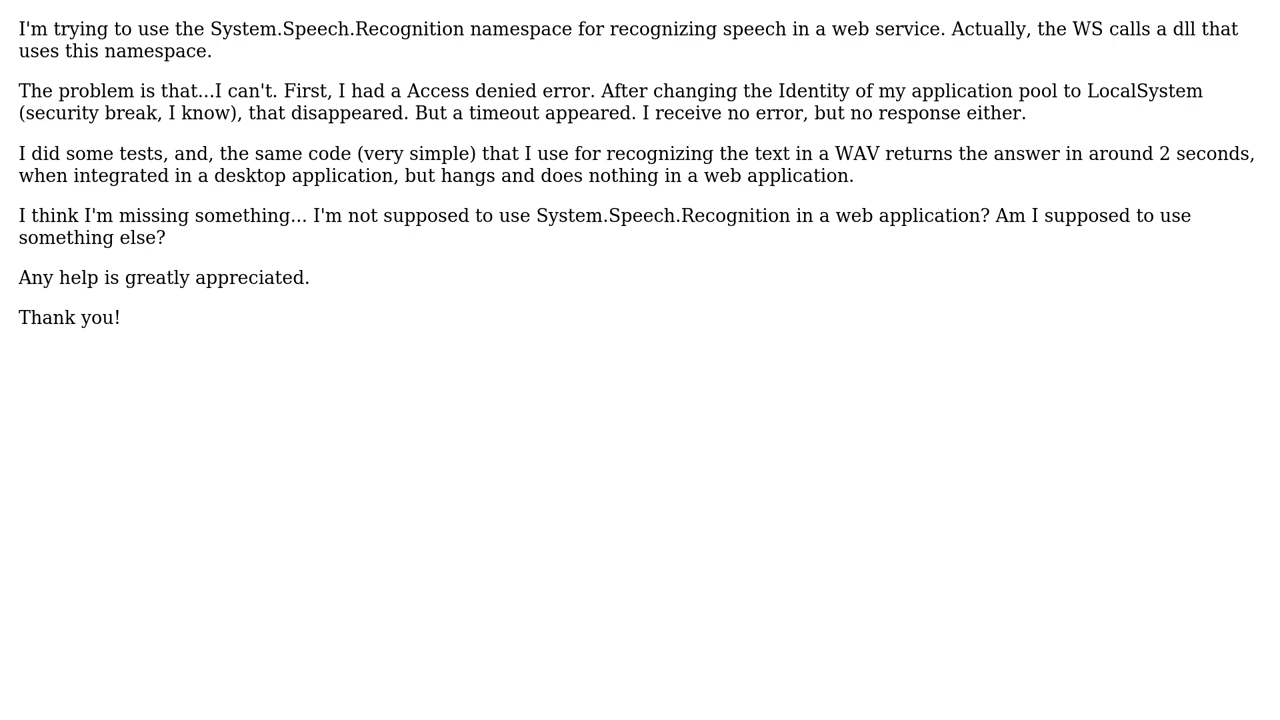 I'm trying to use the System.Speech.Recognition namespace for recognizing speech in a web service. Actually, the WS calls a dll that
uses this namespace.
The problem is that...I can't. First, I had a Access denied error. After changing the Identity of my application pool to LocalSystem
(security break, I know), that disappeared. But a timeout appeared. I receive no error, but no response either.
I did some tests, and, the same code (very simple) that I use for recognizing the text in a WAV returns the answer in around 2 seconds,
when integrated in a desktop application, but hangs and does nothing in a web application.
I think I'm missing something... I'm not supposed to use System.Speech.Recognition in a web application? Am I supposed to use
something else?
Any help is greatly appreciated.
Thank you!